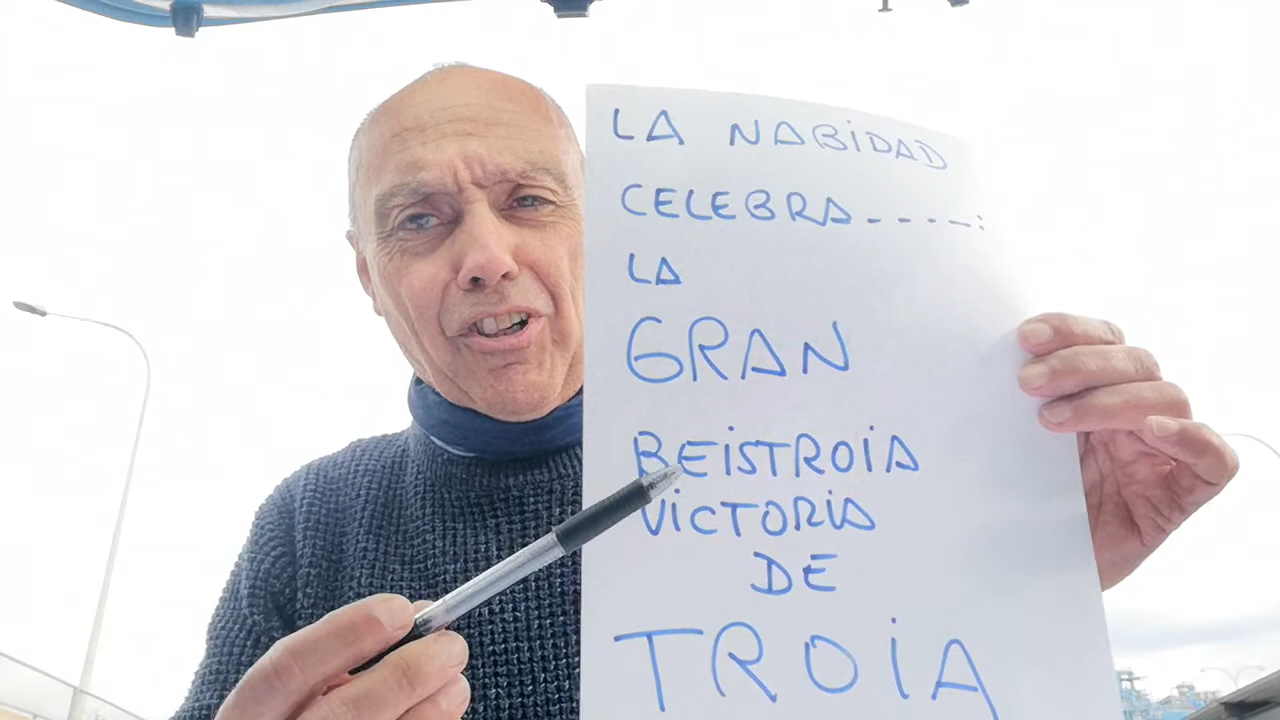 LA NABiDAD
CELEBRA----:
LA
GRAN
BEiSTROiA
ViCTORiA
DE
TROiA